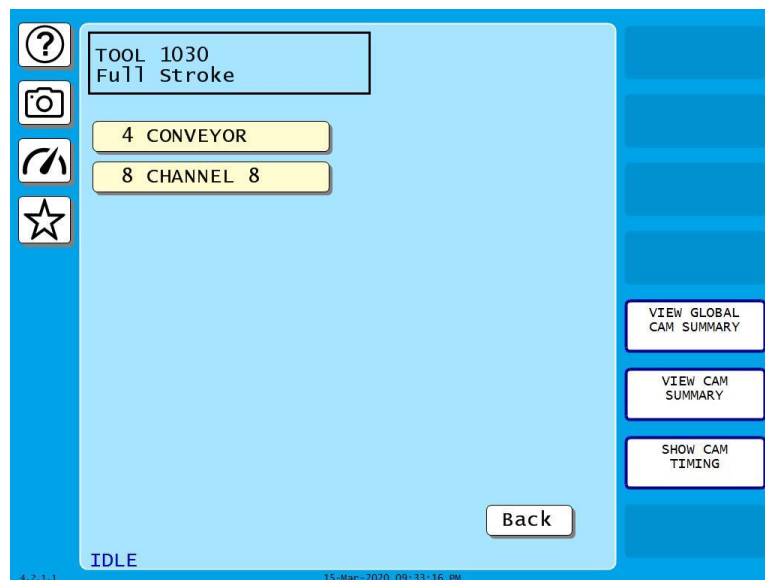 TOOL 1030
Full Stroke
4 CONVEYOR
8 CHANNEL 8
VIEW GLOBAL
CAM SUMMARY
VIEW CAM
SUMMARY
SHOW CAM
TIMING
Back
IDLE
4.2.1.1
15-Mar-2020 09:33:16 PM